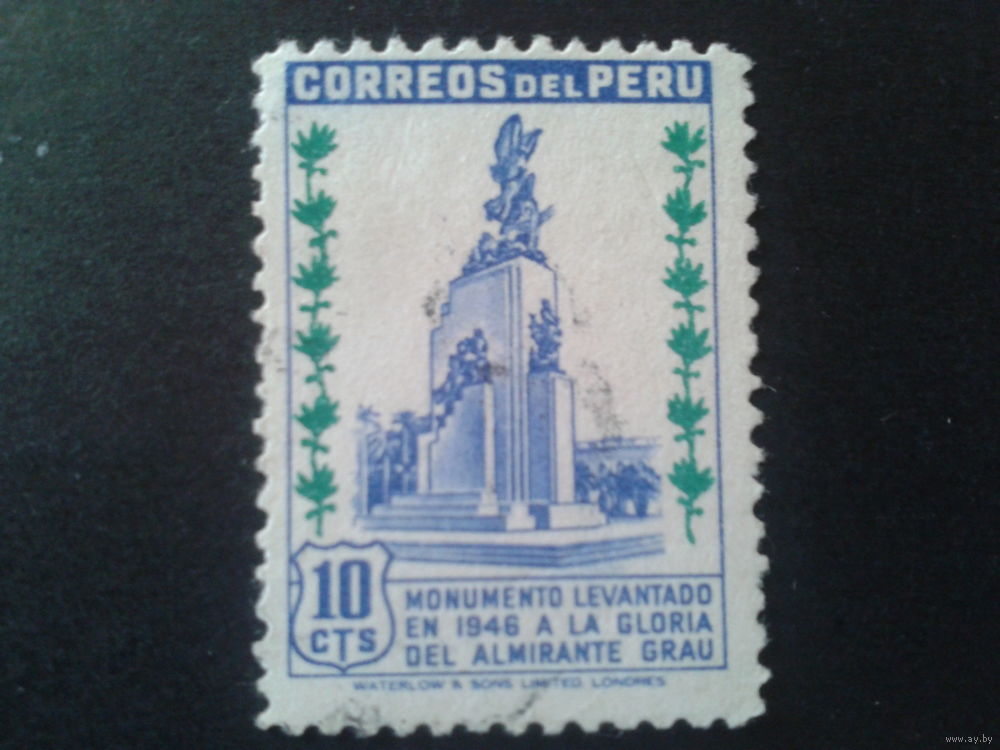 CORREOS DEL PERU
10
CTS
MONUMENTO LEVANTADO
EN 1946 A LA GLORIA
DEL ALMIRANTE GRAU
WATERLOW & SONS LIMITED, LONDRES
www.ay.by